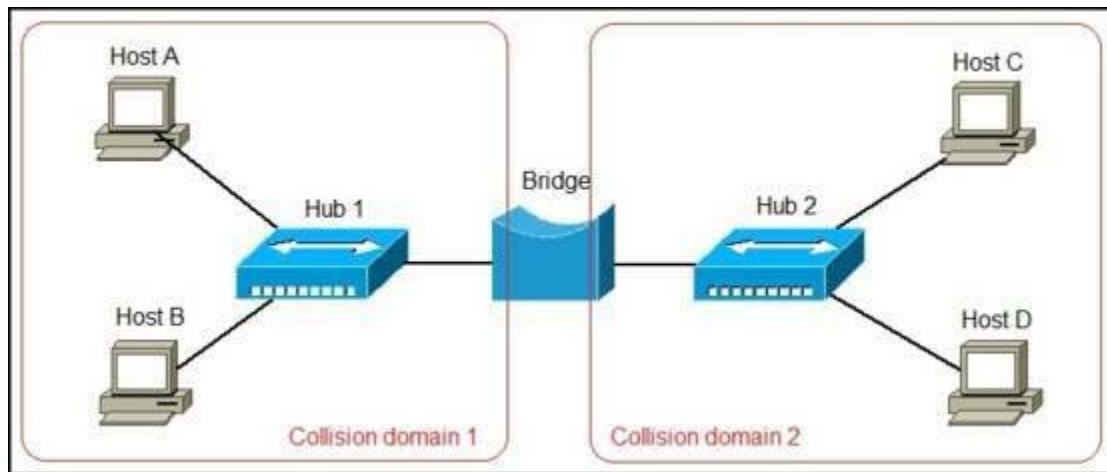 Host A
Host C
Bridge
Hub 1
Hub 2
Host B
Host D
Collision domain 1
Collision domain 2